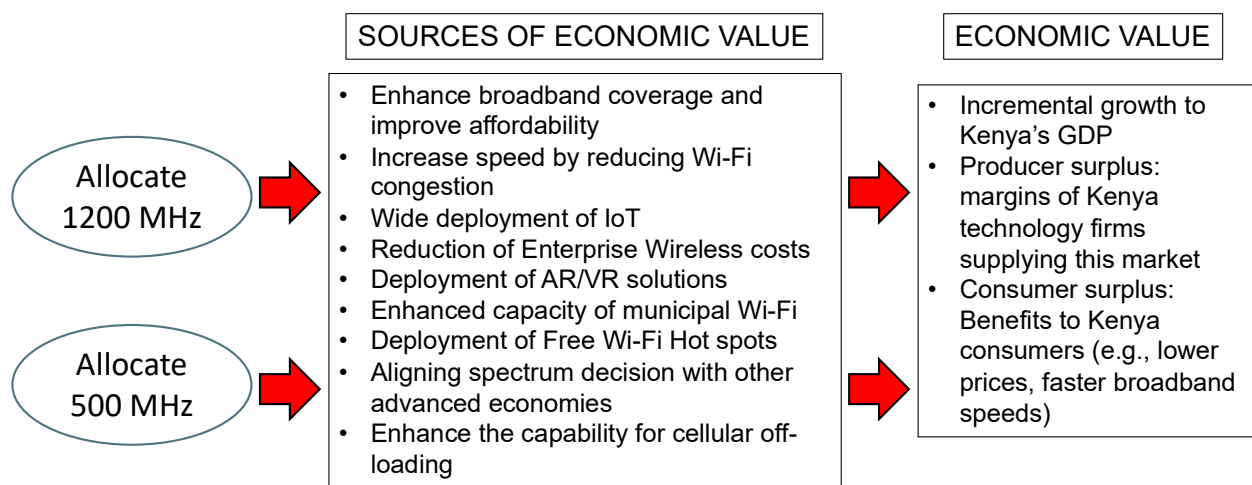 SOURCES OF ECONOMIC VALUE
ECONOMIC VALUE
Allocate
1200 MHz
Allocate
500 MHz
• Enhance broadband coverage and
improve affordability
• Increase speed by reducing Wi-Fi
congestion
• Wide deployment of IoT
• Reduction of Enterprise Wireless costs
• Deployment of AR/VR solutions
• Enhanced capacity of municipal Wi-Fi
• Deployment of Free Wi-Fi Hot spots
• Aligning spectrum decision with other
advanced economies
• Enhance the capability for cellular off-
loading
• Incremental growth to
Kenya's GDP
• Producer surplus:
margins of Kenya
technology firms
supplying this market
• Consumer surplus:
Benefits to Kenya
consumers (e.g., lower
prices, faster broadband
speeds)